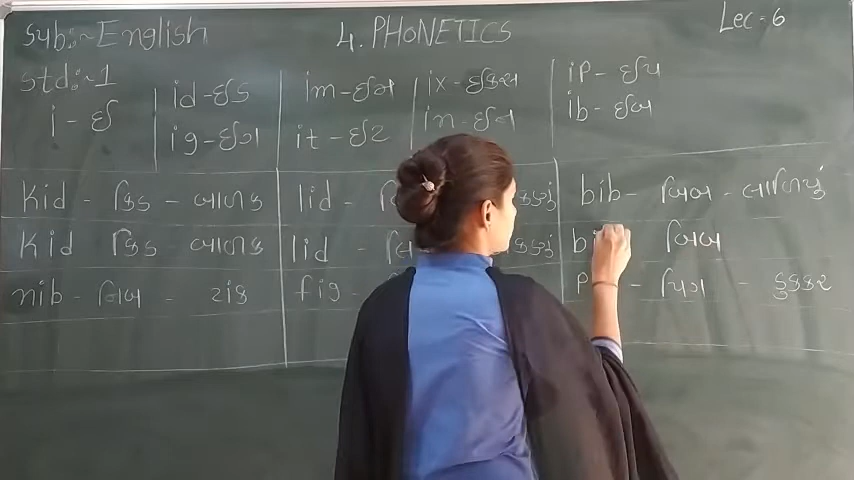 Sub:~English 4. PHONETICS Lec-6
Std:~1
i - ઈ
id - ઈડ
ig - ઈગ
im - ઈમ
it - ઈટ
ix - ઈક્સ
in - ઈન
iP - ઈપ
ib - ઈબ
Kid - કિડ - બાળક
lid -
bib - બિબ - બાળિયું
Kid કિડ બાળક
lid
બિબ
nib - નિબ - ટાંક
fig -
પિગ - ડુક્કર